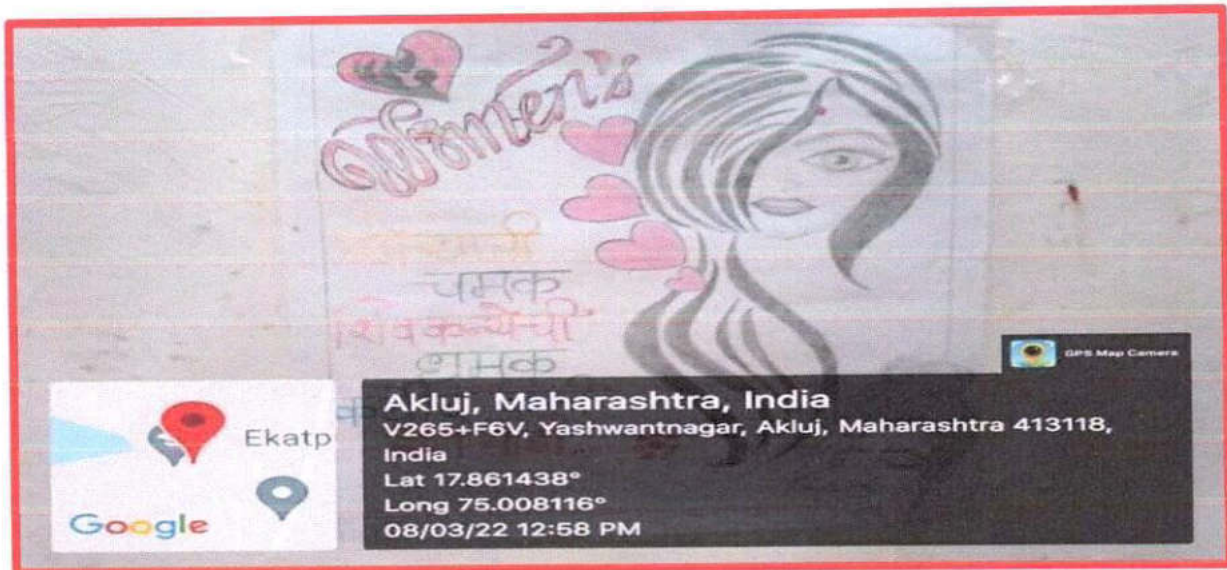 Women's
चमक
शिवकन्येची
धमक
GPS Map Camera
Akluj, Maharashtra, India
V265+F6V, Yashwantnagar, Akluj, Maharashtra 413118,
India
Lat 17.861438°
Long 75.008116°
08/03/22 12:58 PM
Ekatp
Google